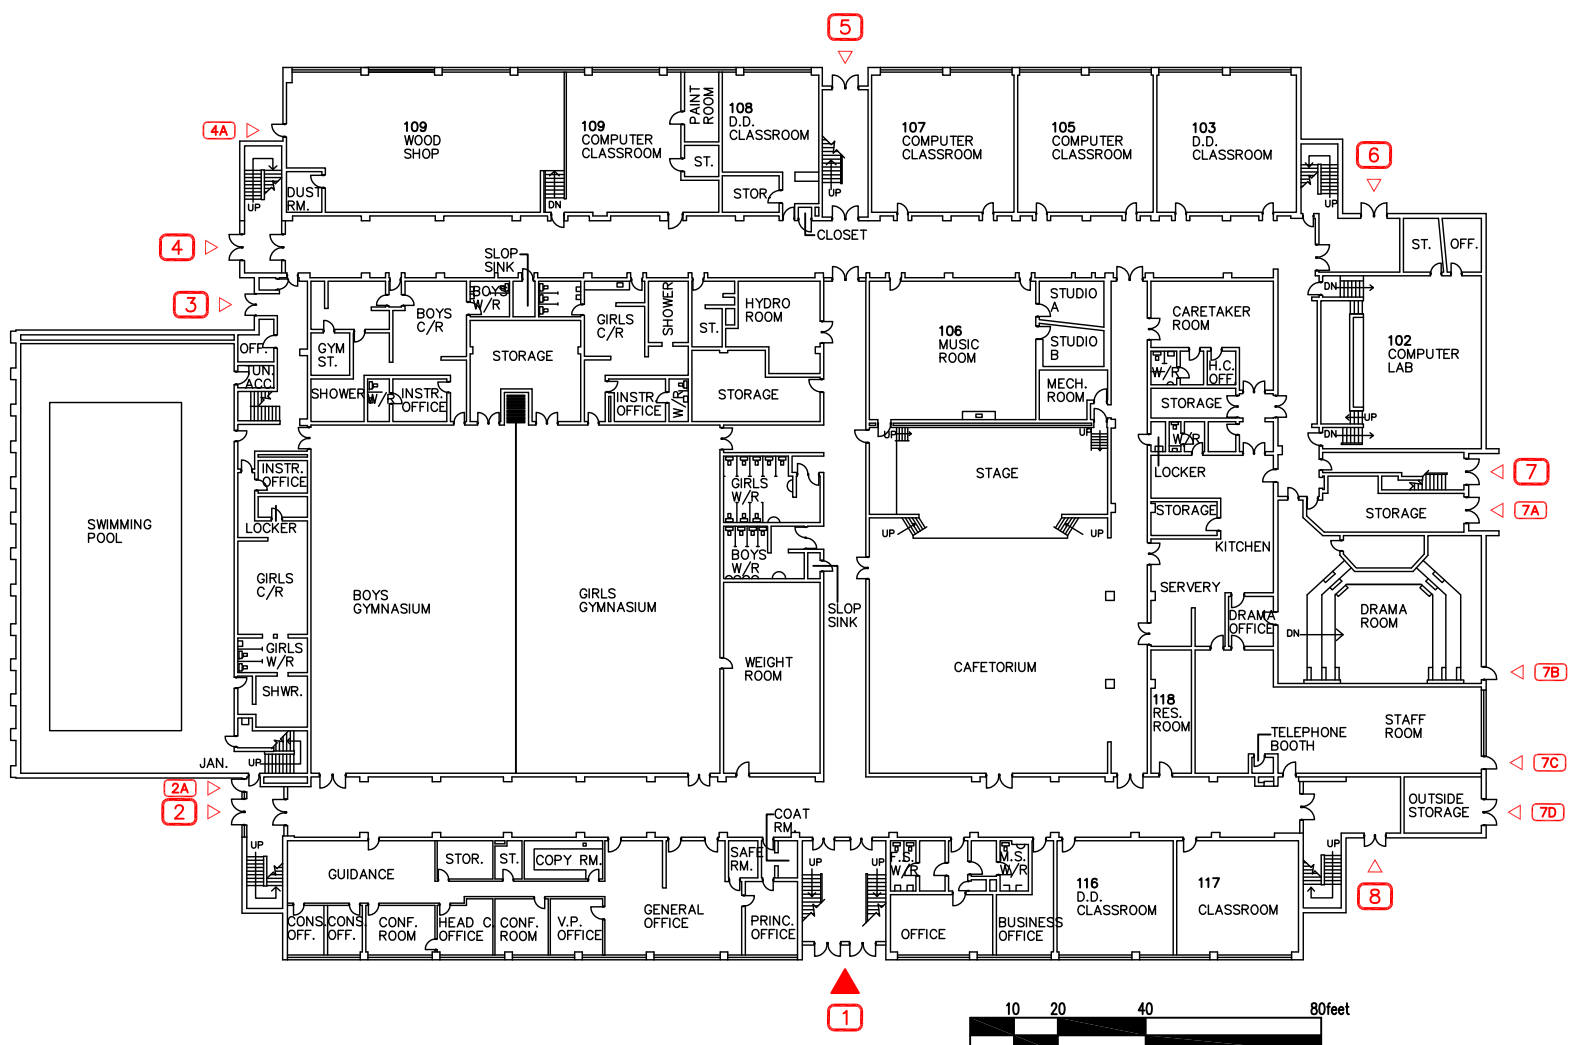 5
4A
109
WOOD
SHOP
109
COMPUTER
CLASSROOM
PAINT
ROOM
108
D.D.
CLASSROOM
ST.
STOR.
DUST
RM.
UP
DN
UP
CLOSET
107
COMPUTER
CLASSROOM
105
COMPUTER
CLASSROOM
103
D.D.
CLASSROOM
6
UP
4
3
SLOP
SINK
ST.
OFF.
BOYS
W/R
BOYS
C/R
GIRLS
C/R
SHOWER
ST.
HYDRO
ROOM
STORAGE
GYM
ST.
OFF.
UN.
ACC.
SHOWER
W/R
INSTR.
OFFICE
INSTR.
OFFICE
W/R
STORAGE
106
MUSIC
ROOM
STUDIO
A
STUDIO
B
MECH.
ROOM
CARETAKER
ROOM
W/R
H.C.
OFF.
STORAGE
W/R
LOCKER
DN
102
COMPUTER
LAB
UP
DN
UP
UP
STAGE
UP
UP
7
7A
STORAGE
STORAGE
KITCHEN
SERVERY
DRAMA
OFFICE
DN
DRAMA
ROOM
7B
SWIMMING
POOL
INSTR.
OFFICE
LOCKER
GIRLS
C/R
GIRLS
W/R
SHWR.
JAN.
UP
BOYS
GYMNASIUM
GIRLS
GYMNASIUM
GIRLS
W/R
BOYS
W/R
SLOP
SINK
WEIGHT
ROOM
CAFETORIUM
118
RES.
ROOM
STAFF
ROOM
TELEPHONE
BOOTH
7C
7D
OUTSIDE
STORAGE
2A
2
UP
GUIDANCE
STOR.
ST.
COPY RM.
SAFE
RM.
COAT
RM.
UP
UP
F.S.
W/R
M.S.
W/R
116
D.D.
CLASSROOM
117
CLASSROOM
UP
8
CONS.
OFF.
CONS.
OFF.
CONF.
ROOM
HEAD C.
OFFICE
CONF.
ROOM
V.P.
OFFICE
GENERAL
OFFICE
PRINC.
OFFICE
OFFICE
BUSINESS
OFFICE
1
10 20 40 80feet